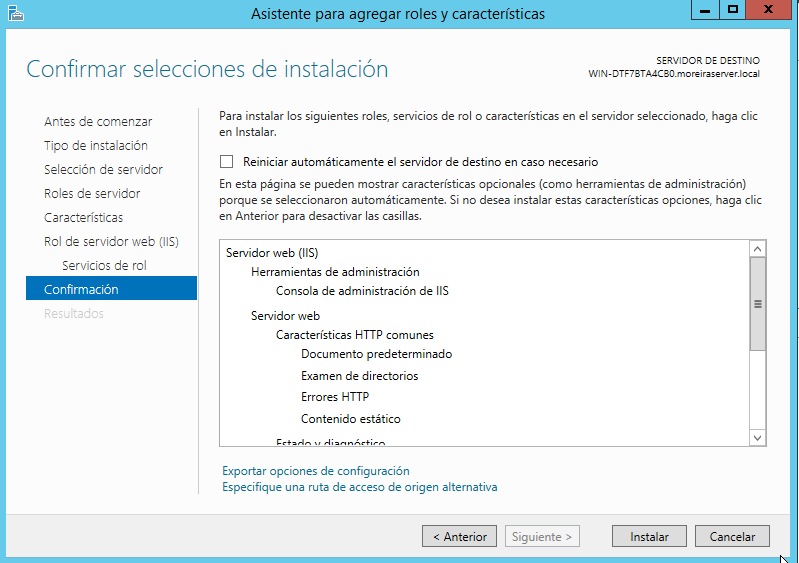 Asistente para agregar roles y características
Confirmar selecciones de instalación
SERVIDOR DE DESTINO
WIN-DTF7BTA4CB0.moreiraserver.local
Antes de comenzar
Tipo de instalación
Selección de servidor
Roles de servidor
Características
Rol de servidor web (IIS)
Servicios de rol
Confirmación
Resultados
Para instalar los siguientes roles, servicios de rol o características en el servidor seleccionado, haga clic
en Instalar.
Reiniciar automáticamente el servidor de destino en caso necesario
En esta página se pueden mostrar características opcionales (como herramientas de administración)
porque se seleccionaron automáticamente. Si no desea instalar estas características opciones, haga clic
en Anterior para desactivar las casillas.
Servidor web (IIS)
Herramientas de administración
Consola de administración de IIS
Servidor web
Características HTTP comunes
Documento predeterminado
Examen de directorios
Errores HTTP
Contenido estático
Estado y diagnóstico
Exportar opciones de configuración
Especifique una ruta de acceso de origen alternativa
< Anterior
Siguiente >
Instalar
Cancelar